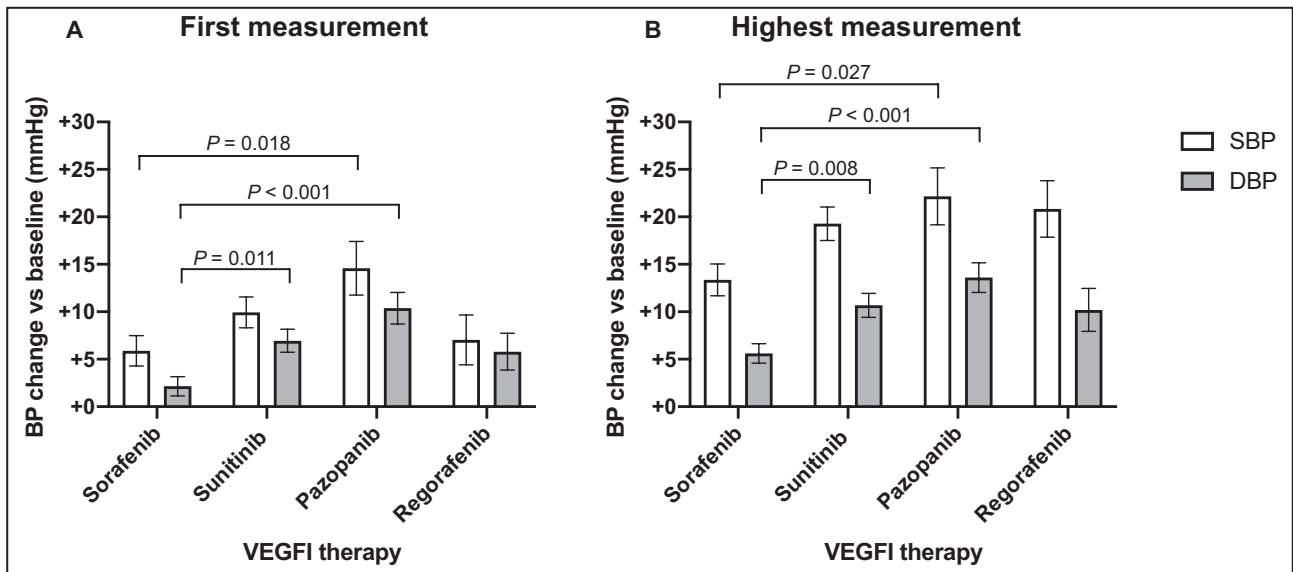 A First measurement
P = 0.018
P < 0.001
P = 0.011
BP change vs baseline (mmHg)
+30
+25
+20
+15
+10
+5
+0
Sorafenib
Sunitinib
Pazopanib
Regorafenib
VEGFI therapy
B Highest measurement
P = 0.027
P < 0.001
P = 0.008
BP change vs baseline (mmHg)
+30
+25
+20
+15
+10
+5
+0
Sorafenib
Sunitinib
Pazopanib
Regorafenib
VEGFI therapy
SBP
DBP